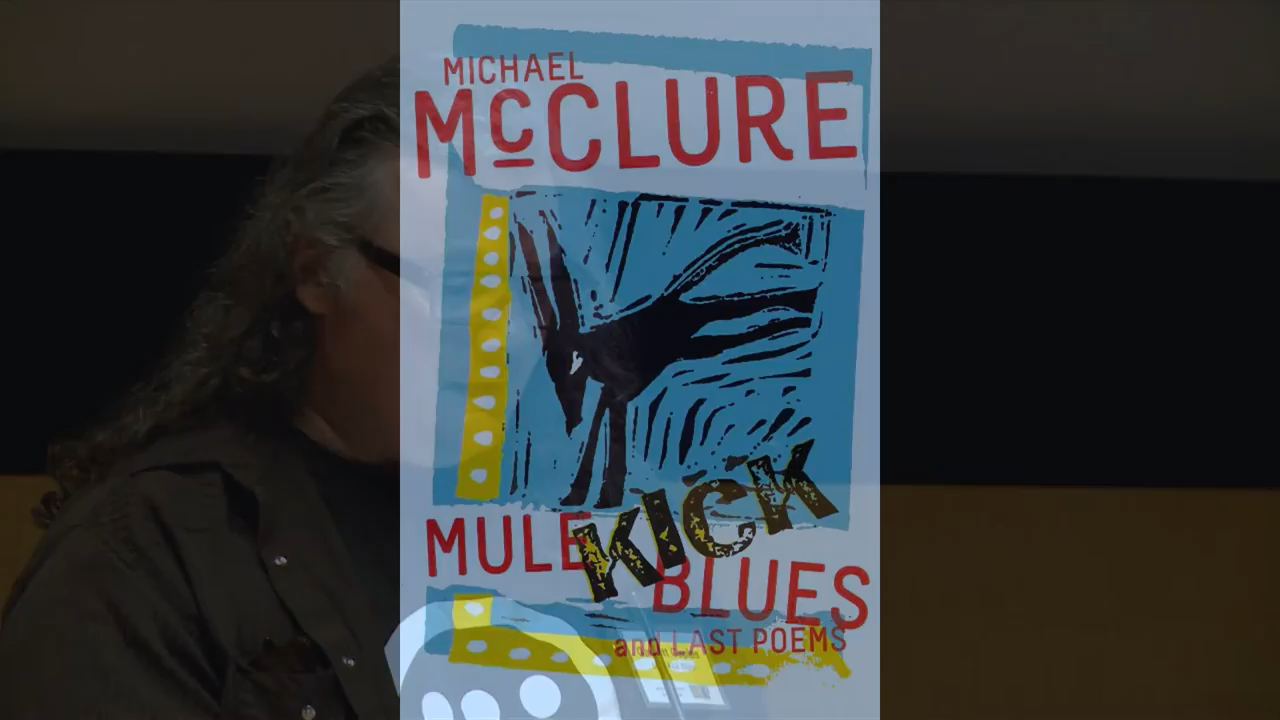 MICHAEL
McCLURE
MULE KICK
BLUES
and LAST POEMS